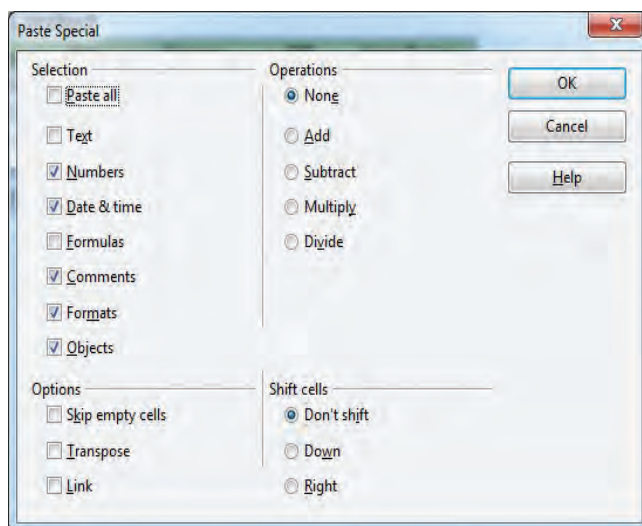 Paste Special
X
Selection
Paste all
Text
Numbers
Date & time
Formulas
Comments
Formats
Objects
Operations
None
Add
Subtract
Multiply
Divide
OK
Cancel
Help
Options
Skip empty cells
Transpose
Link
Shift cells
Don't shift
Down
Right